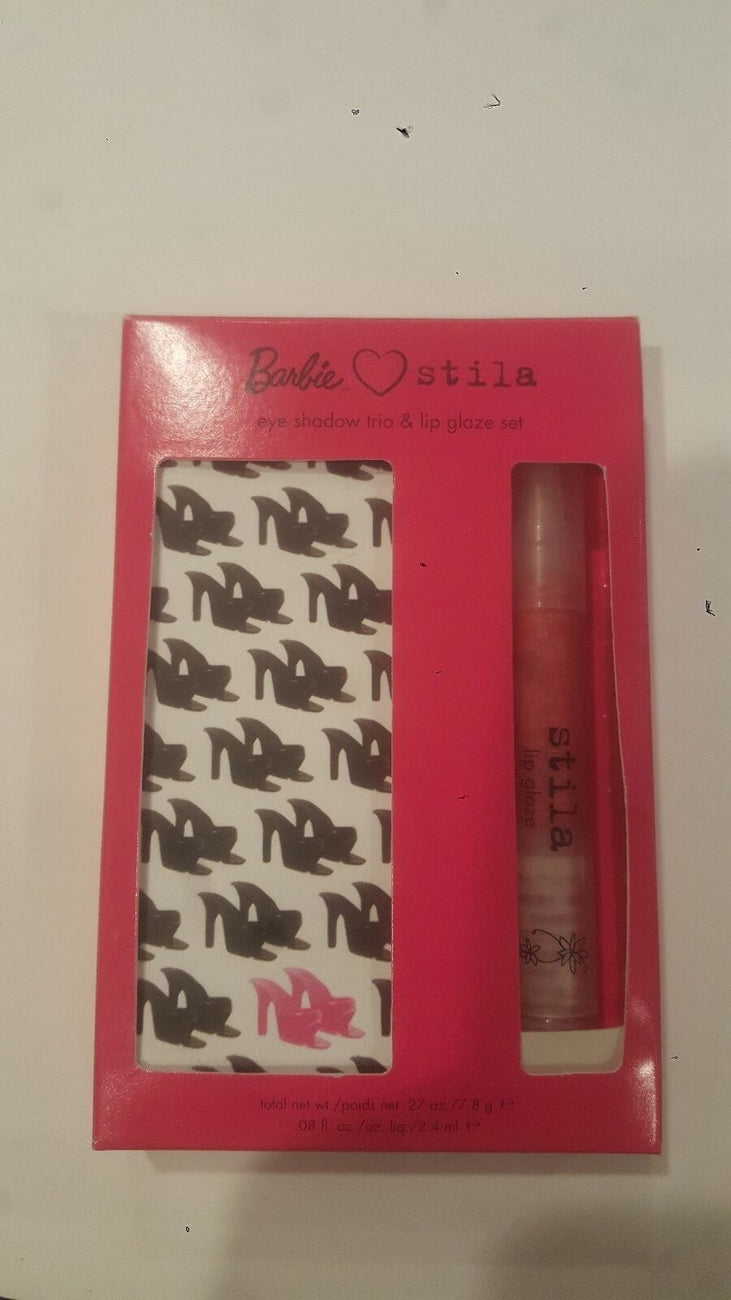 Barbie ♡ stila
eye shadow trio & lip glaze set
stila
lip glaze
total net wt./poids net .27 oz./7.8 g ℮
.08 fl. oz./oz. liq./2.4 ml ℮